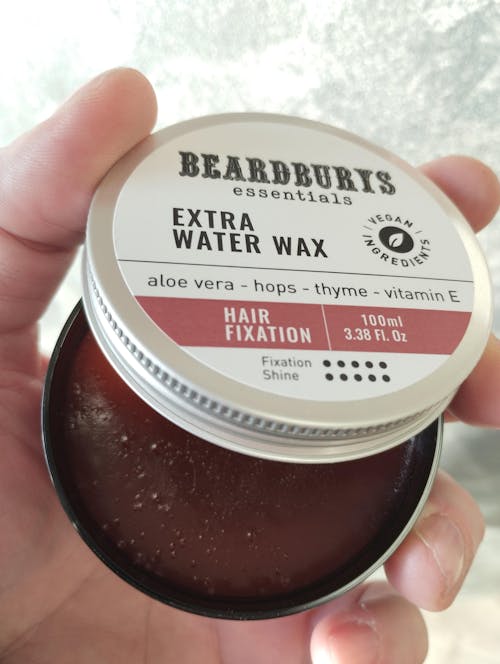 BEARDBURYS
essentials
EXTRA
WATER WAX
VEGAN
INGREDIENTS
aloe vera - hops - thyme - vitamin E
HAIR
FIXATION
100ml
3.38 Fl. Oz
Fixation •••••
Shine •••••